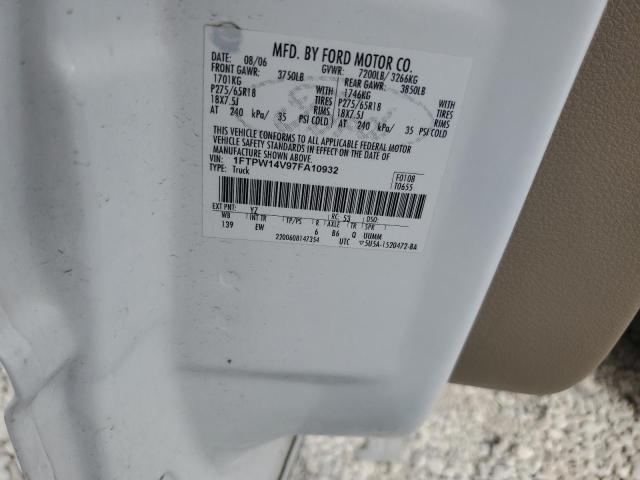 MFD. BY FORD MOTOR CO.
DATE: 08/06 GVWR: 7200LB/ 3266KG
FRONT GAWR: 3750LB REAR GAWR: 3850LB
1701KG WITH 1746KG WITH
P275/65R18 TIRES P275/65R18 TIRES
18X7.5J RIMS 18X7.5J RIMS
AT 240 kPa/ 35 PSI COLD AT 240 kPa/ 35 PSI COLD
THIS VEHICLE CONFORMS TO ALL APPLICABLE FEDERAL MOTOR
VEHICLE SAFETY STANDARDS IN EFFECT ON THE DATE OF
MANUFACTURE SHOWN ABOVE.
VIN: 1FTPW14V97FA10932
TYPE: Truck
F0108
T0655
EXT PNT: YZ RC: 53 DSO:
WB INT TR TP/PS R AXLE TR SPR
139 EW 6 B6 Q UUMM
2200608147354 UTC ▽5U5A-1520472-BA